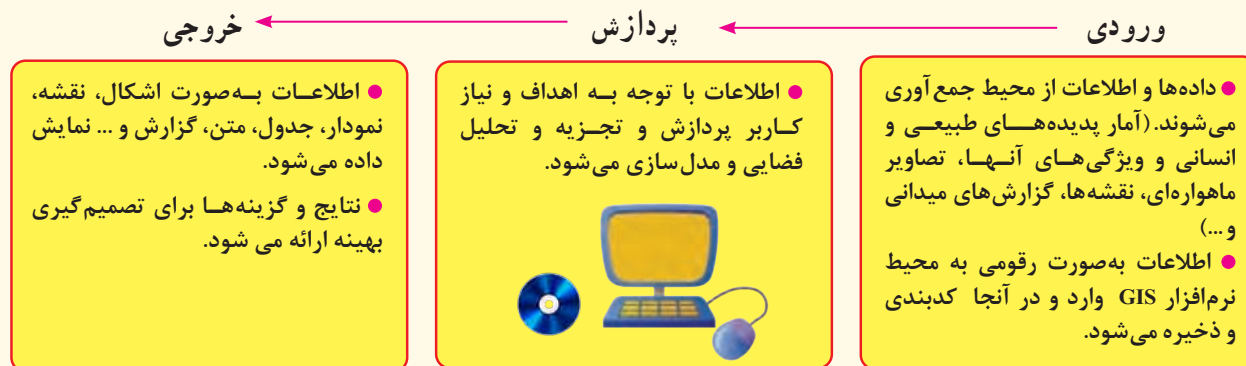 ورودی
پردازش
خروجی
● داده‌ها و اطلاعات از محیط جمع‌آوری
می‌شوند. (آمار پدیده‌های طبیعی و
انسانی و ویژگی‌های آنها، تصاویر
ماهواره‌ای، نقشه‌ها، گزارش‌های میدانی
و ...)
● اطلاعات به‌صورت رقومی به محیط
نرم‌افزار GIS وارد و در آنجا کدبندی
و ذخیره می‌شود.
● اطلاعات با توجه به اهداف و نیاز
کاربر پردازش و تجزیه و تحلیل
فضایی و مدل‌سازی می‌شود.
● اطلاعات به‌صورت اشکال، نقشه،
نمودار، جدول، متن، گزارش و ... نمایش
داده می‌شود.
● نتایج و گزینه‌ها برای تصمیم‌گیری
بهینه ارائه می شود.